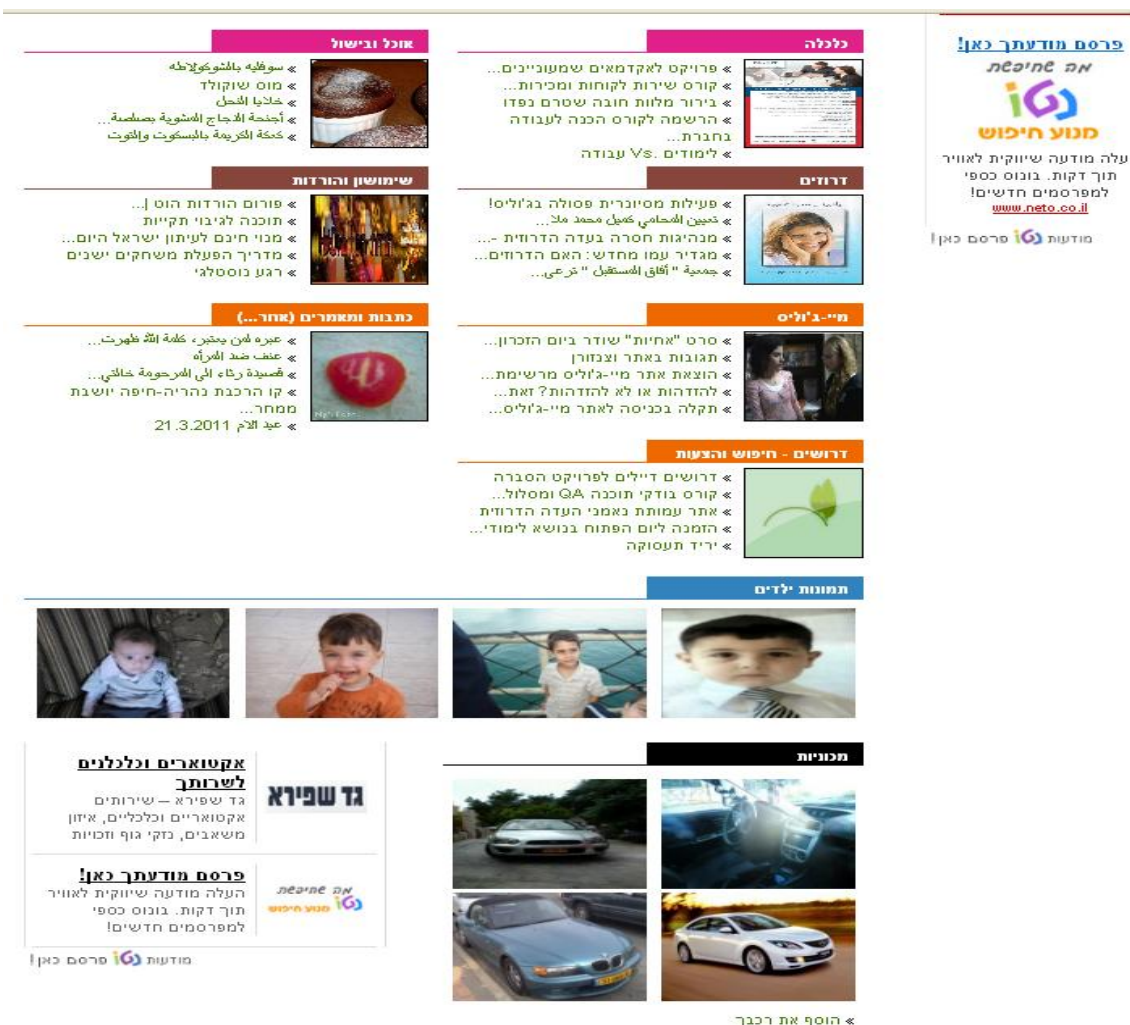 פרסם מודעתך כאן!
מה שחיפשת
נטו
מנוע חיפוש
עלה מודעה שיווקית לאוויר
תוך דקות. בונוס כספי
למפרסמים חדשים!
www.neto.co.il
מודעות נטו פרסם כאן!
כלכלה
» פרויקט לאקדמאים שמעוניינים...
» קורס שירות לקוחות ומכירות...
» בירור מלוות חובה שטרם נפדו
» הרשמה לקורס הכנה לעבודה
בחברת...
» לימודים .Vs עבודה
אוכל ובישול
» سوفليه بالشوكولاطه
» מוס שוקולד
» خلايا النحل
» أجنحة الدجاج المشوية بصلصة...
» كعكة الكريمة بالبسكوت والتوت
דרוזים
» פעילות מסיונרית פסולה בג'וליס!
» تعيين المحامي كميل محمد ملا...
» מנהיגות חסרה בעדה הדרוזית -...
» מגדיר עמו מחדש: האם הדרוזים...
» جمعية " أفاق المستقبل " ترعى...
שימושון והורדות
» פורום הורדות הוט |...
» תוכנה לגיבוי תקיות
» מנוי חינם לעיתון ישראל היום...
» מדריך הפעלת משחקים ישנים
» רגע נוסטלגי
מיי-ג'וליס
» סרט "אחיות" שודר ביום הזכרון...
» תגובות באתר וצנזורן
» הוצאת אתר מיי-ג'וליס מרשימת...
» להזדהות או לא להזדהות? זאת...
» תקלה בכניסה לאתר מיי-ג'וליס...
כתבות ומאמרים (אחר...)
» عبره لمن يعتبر، كلمة الله ظهرت...
» عنف ضد المرأه
» قصيدة رثاء الى المرحومة خالتي...
» קו הרכבת נהריה-חיפה יושבת
ממחר...
» عيد الام 21.3.2011
דרושים - חיפוש והצעות
» דרושים דיילים לפרויקט הסברה
» קורס בודקי תוכנה QA ומסלול...
» אתר עמותת נאמני העדה הדרוזית
» הזמנה ליום הפתוח בנושא לימודי...
» יריד תעסוקה
תמונות ילדים
מכוניות
» הוסף את רכבך
אקטוארים וכלכלנים
לשרותך
גד שפירא – שירותים
אקטואריים וכלכליים, איזון
משאבים, נזקי גוף וזכויות
גד שפירא
פרסם מודעתך כאן!
העלה מודעה שיווקית לאוויר
תוך דקות. בונוס כספי
למפרסמים חדשים!
מה שחיפשת
נטו מנוע חיפוש
מודעות נטו פרסם כאן!